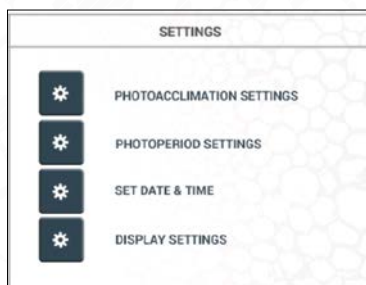 SETTINGS
PHOTOACCLIMATION SETTINGS
PHOTOPERIOD SETTINGS
SET DATE & TIME
DISPLAY SETTINGS